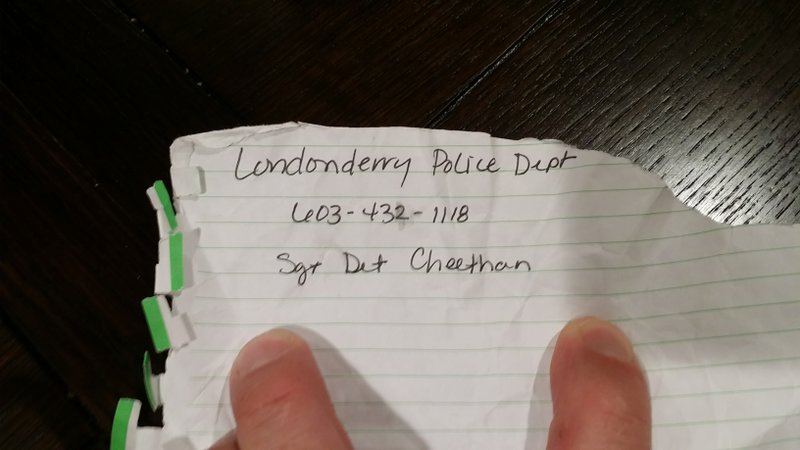 Londonderry Police Dept
603-432-1118
Sgt Det Cheethan